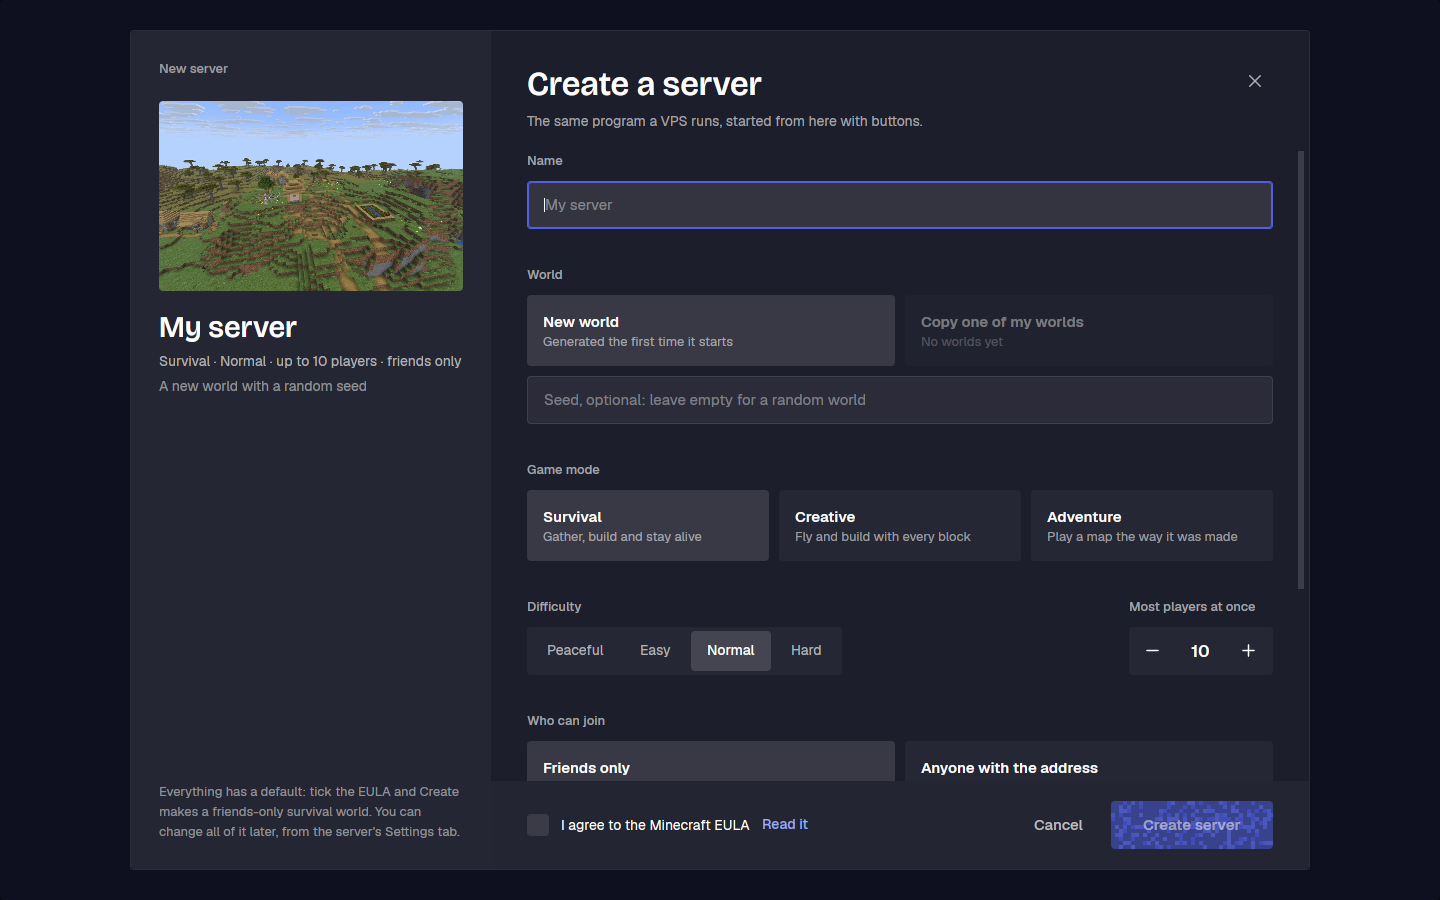 New server
My server
Survival · Normal · up to 10 players · friends only
A new world with a random seed
Everything has a default: tick the EULA and Create
makes a friends-only survival world. You can
change all of it later, from the server's Settings tab.
Create a server
The same program a VPS runs, started from here with buttons.
Name
My server
World
New world
Generated the first time it starts
Copy one of my worlds
No worlds yet
Seed, optional: leave empty for a random world
Game mode
Survival
Gather, build and stay alive
Creative
Fly and build with every block
Adventure
Play a map the way it was made
Difficulty
Most players at once
Peaceful Easy Normal Hard
10
Who can join
Friends only
Anyone with the address
I agree to the Minecraft EULA Read it
Cancel
Create server